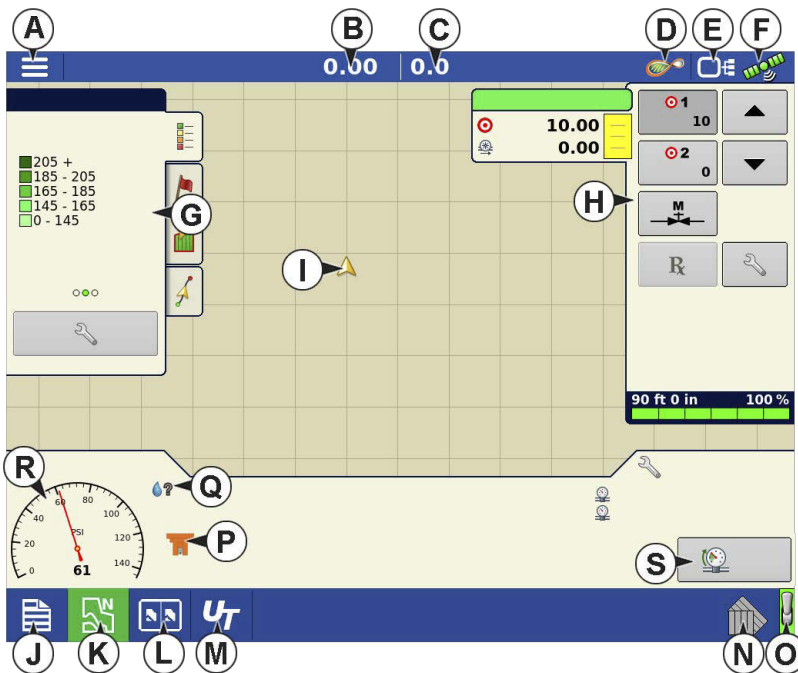 A
B
C
D
E
F
0.00
0.0
1
10
2
0
M
Rx
H
10.00
0.00
205 +
185 - 205
165 - 185
145 - 165
0 - 145
G
I
90 ft 0 in 100 %
R
0
20
40
60
80
100
120
140
PSI
61
Q
P
S
N
UT
J
K
L
M
N
O